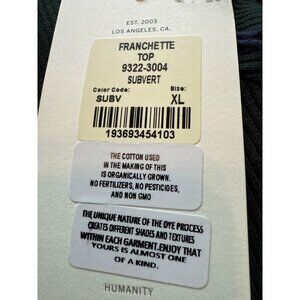 EST. 2003
LOS ANGELES, CA.
FRANCHETTE
TOP
9322-3004
SUBVERT
Color Code: Size:
SUBV XL
193693454103
THE COTTON USED
IN THE MAKING OF THIS
IS ORGANICALLY GROWN.
NO FERTILIZERS, NO PESTICIDES,
AND NON GMO
THE UNIQUE NATURE OF THE DYE PROCESS
CREATES DIFFERENT SHADES AND TEXTURES
WITHIN EACH GARMENT. ENJOY THAT
YOURS IS ALMOST ONE
OF A KIND.
HUMANITY